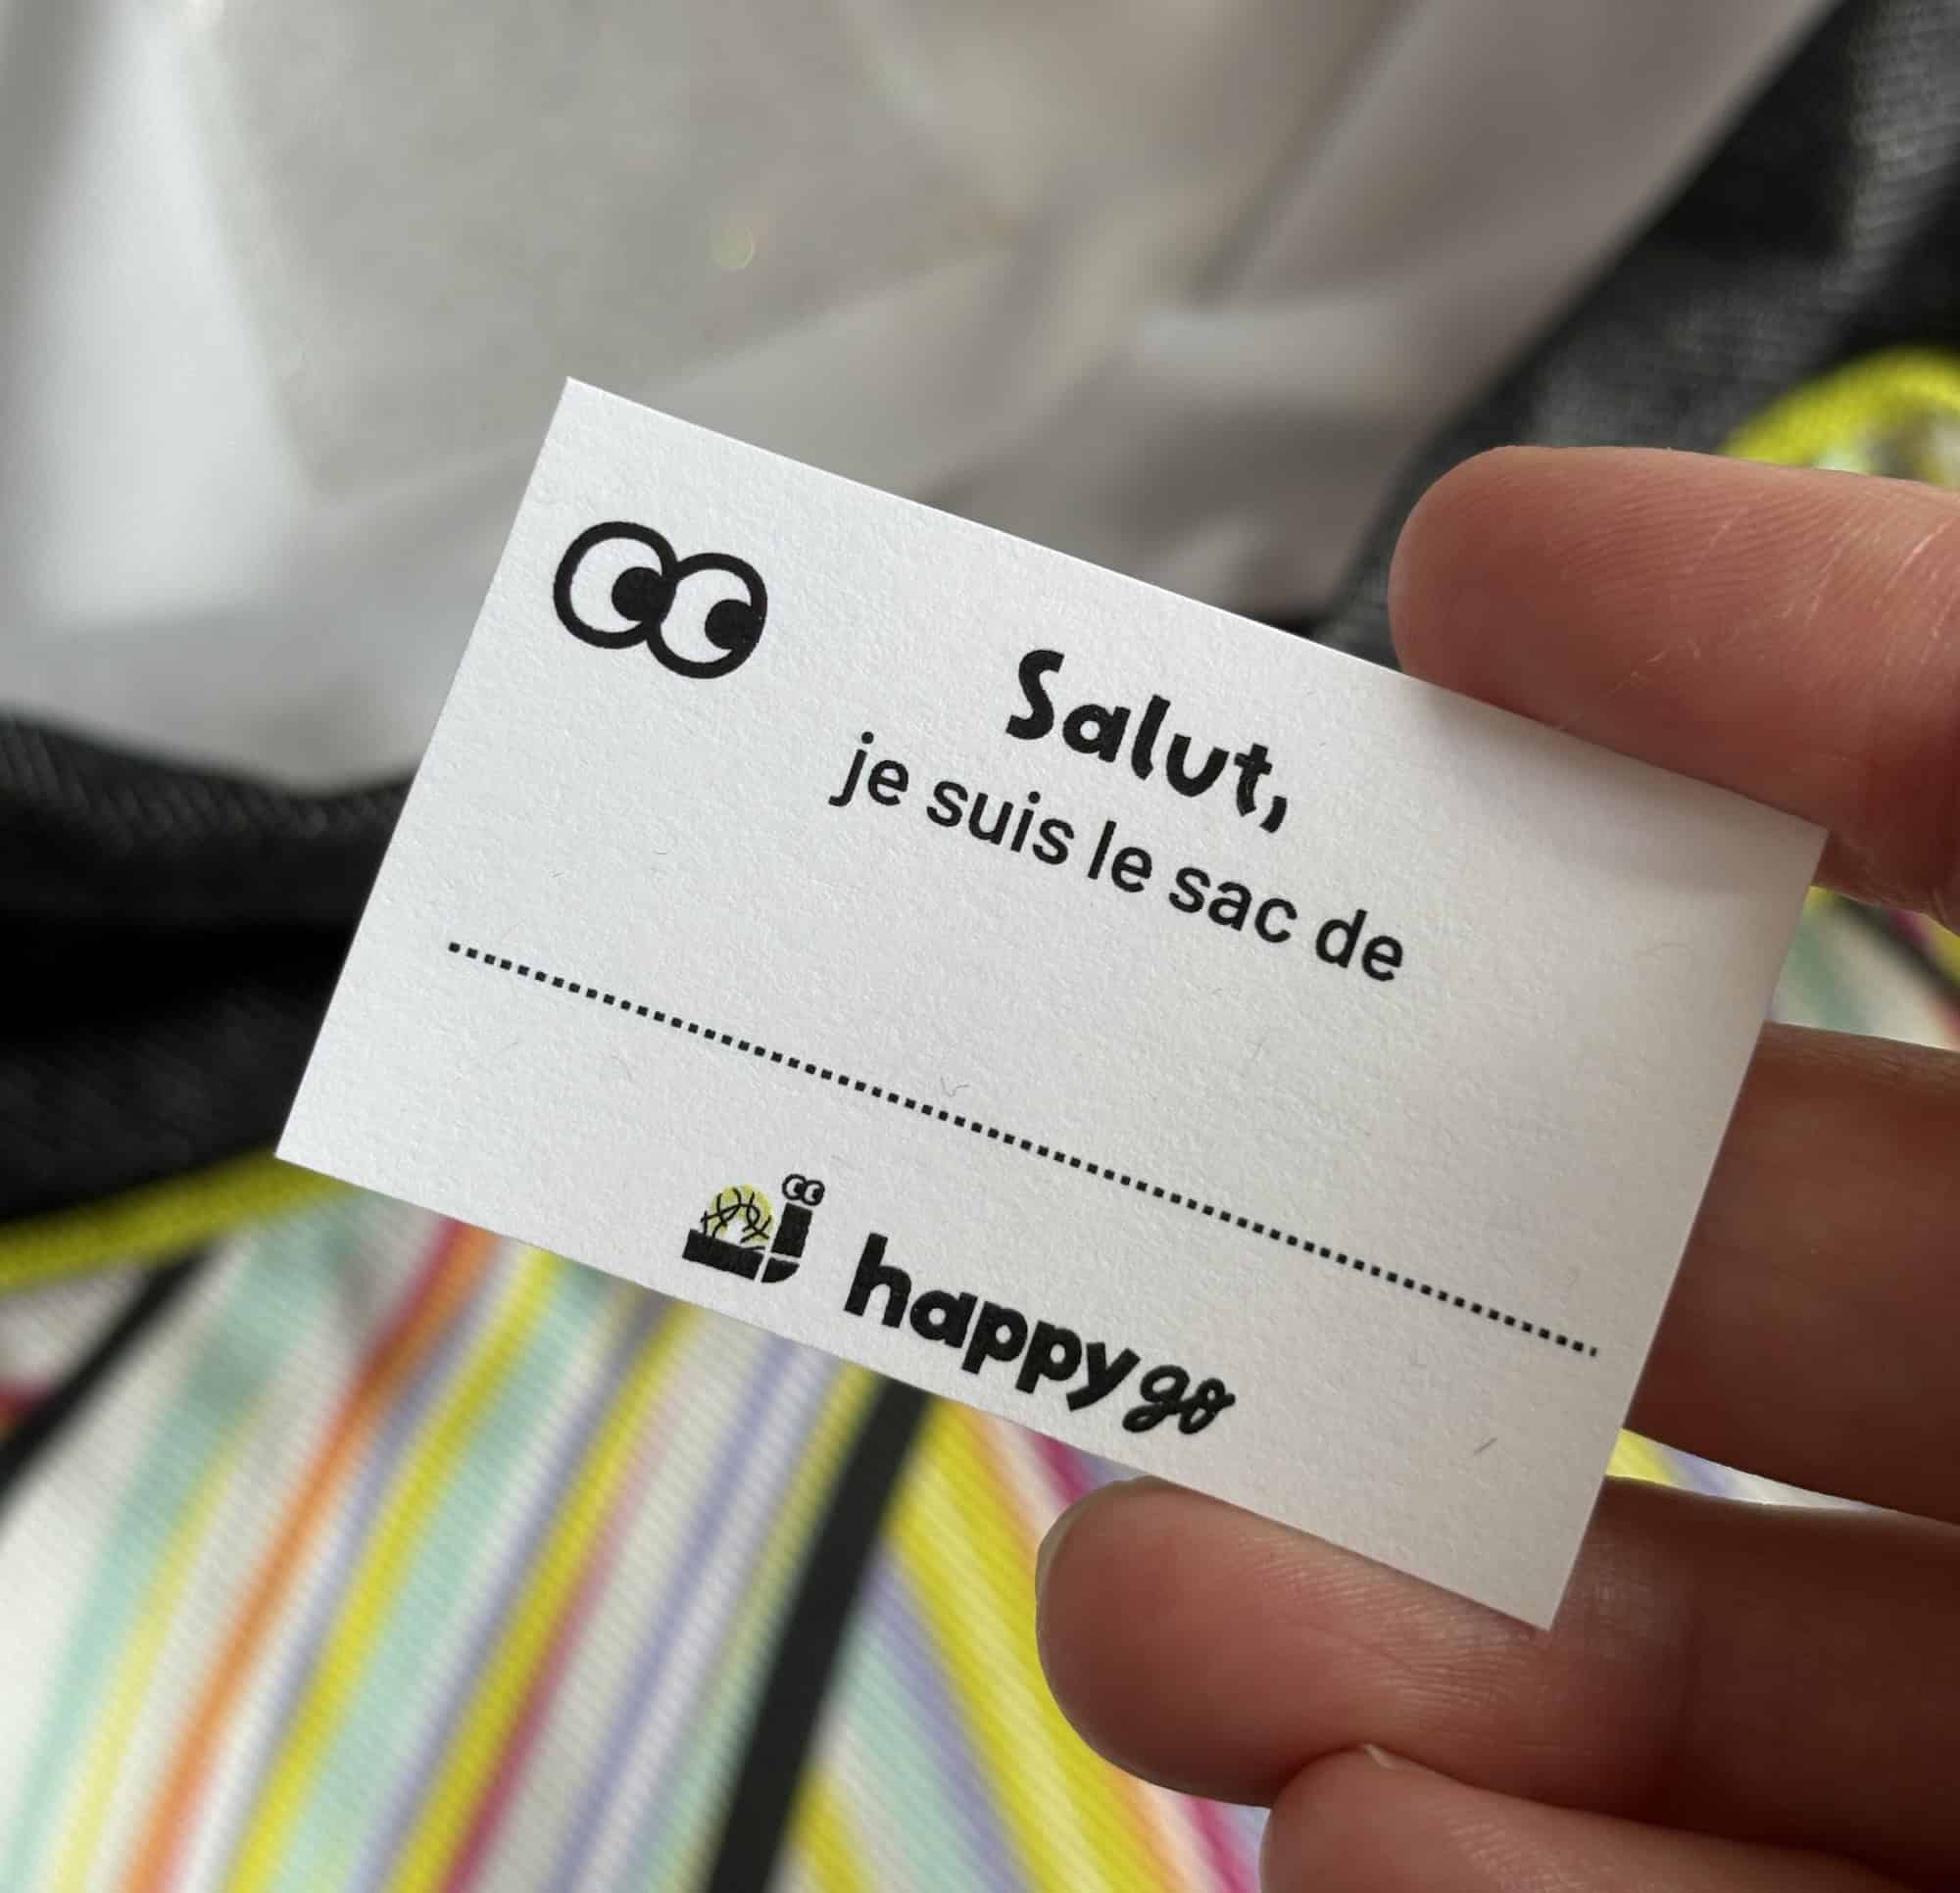 Salut,
je suis le sac de
happy go